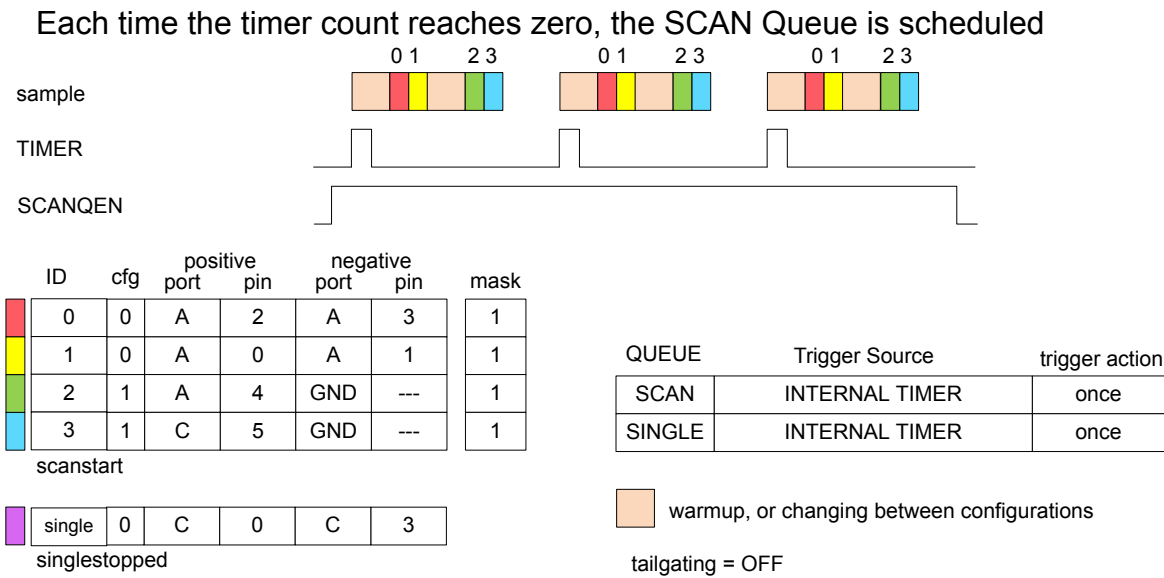 Each time the timer count reaches zero, the SCAN Queue is scheduled
0 1 2 3 0 1 2 3 0 1 2 3
sample
TIMER
SCANQEN
positive negative
ID cfg port pin port pin mask
0 0 A 2 A 3 1
1 0 A 0 A 1 1
2 1 A 4 GND --- 1
3 1 C 5 GND --- 1
scanstart
single 0 C 0 C 3
singlestopped
QUEUE Trigger Source trigger action
SCAN INTERNAL TIMER once
SINGLE INTERNAL TIMER once
warmup, or changing between configurations
tailgating = OFF